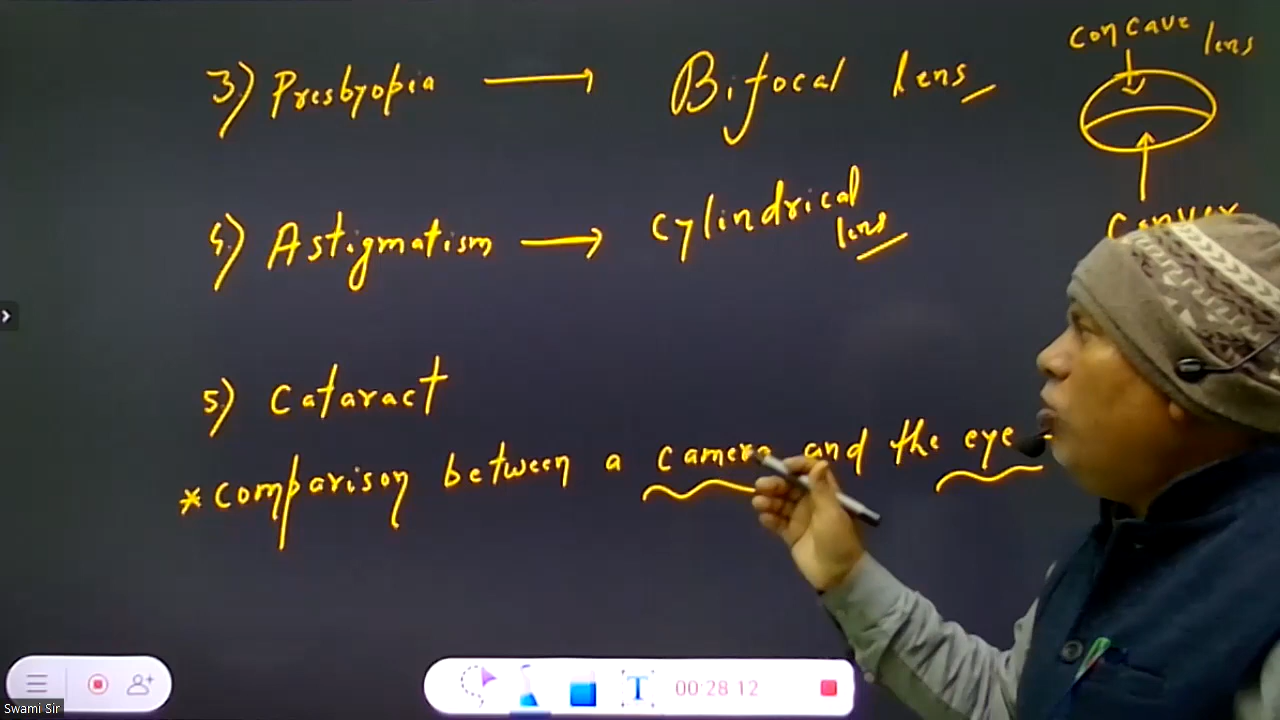 concave lens
3) Presbyopia → Bifocal lens
convex
4) Astigmatism → cylindrical lens
5) Cataract
* comparison between a camera and the eye -
T 00:28 12
Swami Sir